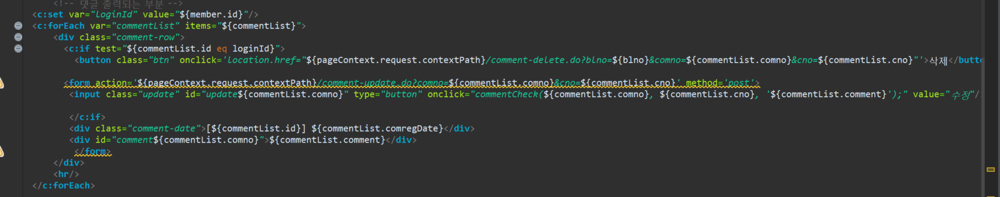 <!-- 댓글 출력되는 부분 -->
<c:set var="loginId" value="${member.id}"/>
<c:forEach var="commentList" items="${commentList}">
<div class="comment-row">
<c:if test="${commentList.id eq loginId}">
<button class="btn" onclick='location.href="${pageContext.request.contextPath}/comment-delete.do?blno=${blno}&comno=${commentList.comno}&cno=${commentList.cno}"'>삭제</butto
<form action='${pageContext.request.contextPath}/comment-update.do?comno=${commentList.comno}&cno=${commentList.cno}' method='post'>
<input class="update" id="update${commentList.comno}" type="button" onclick="commentCheck(${commentList.comno}, ${commentList.cno}, '${commentList.comment}');" value="수정"/
</c:if>
<div class="comment-date">[${commentList.id}] ${commentList.comregDate}</div>
<div id="comment${commentList.comno}">${commentList.comment}</div>
</form>
</div>
<hr/>
</c:forEach>